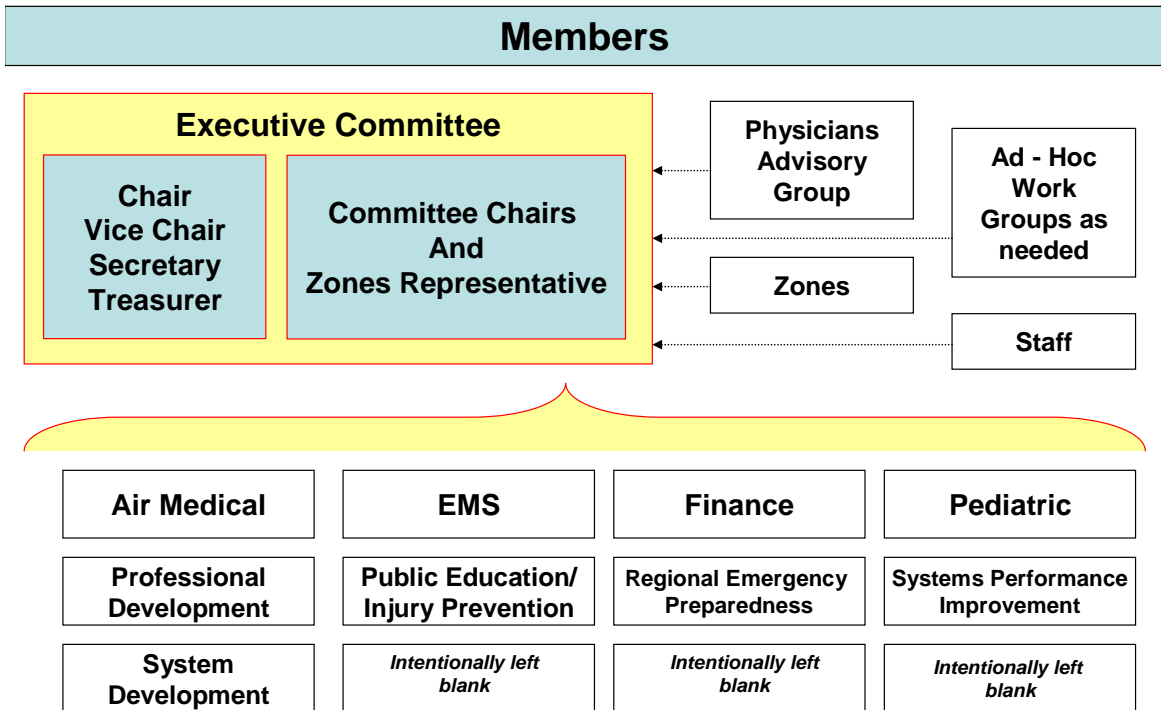 Members
Executive Committee
Chair
Vice Chair
Secretary
Treasurer
Committee Chairs
And
Zones Representative
Physicians
Advisory
Group
Ad - Hoc
Work
Groups as
needed
Zones
Staff
Air Medical
EMS
Finance
Pediatric
Professional
Development
Public Education/
Injury Prevention
Regional Emergency
Preparedness
Systems Performance
Improvement
System
Development
Intentionally left
blank
Intentionally left
blank
Intentionally left
blank